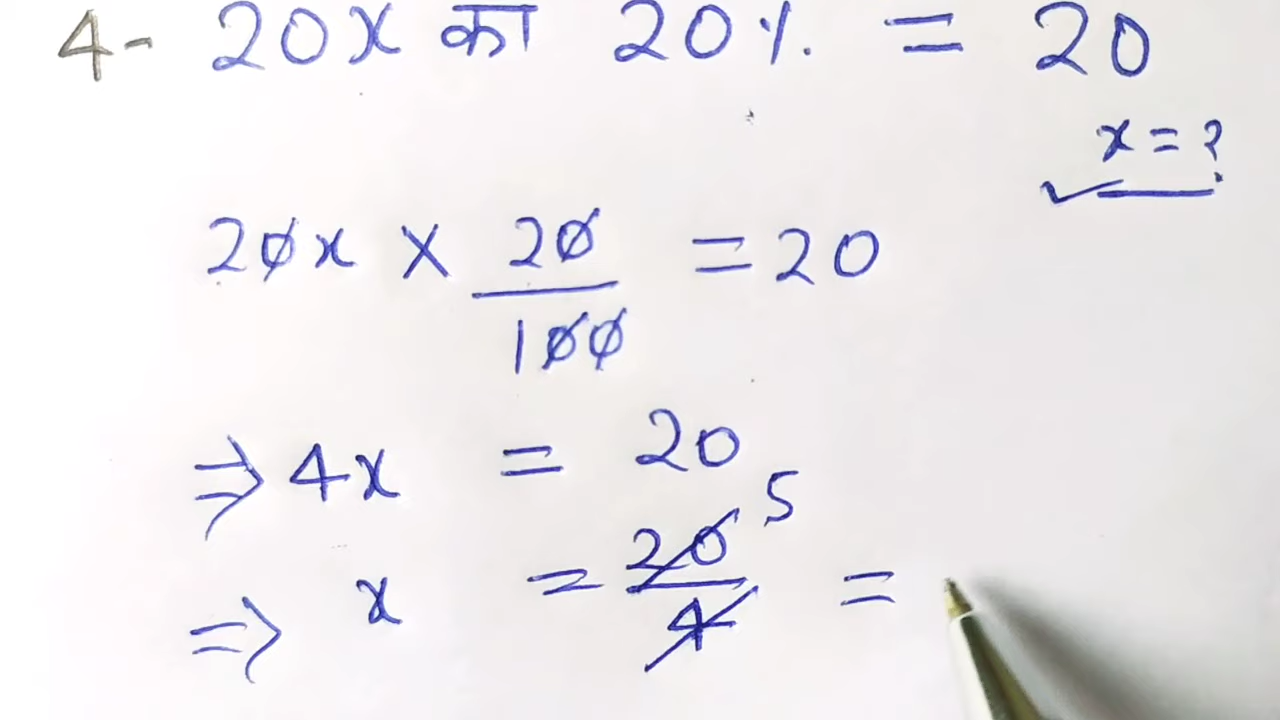 4- 20x का 20% = 20
x = ?
20x × 20/100 = 20
⇒ 4x = 20
⇒ x = 20/4 5 =